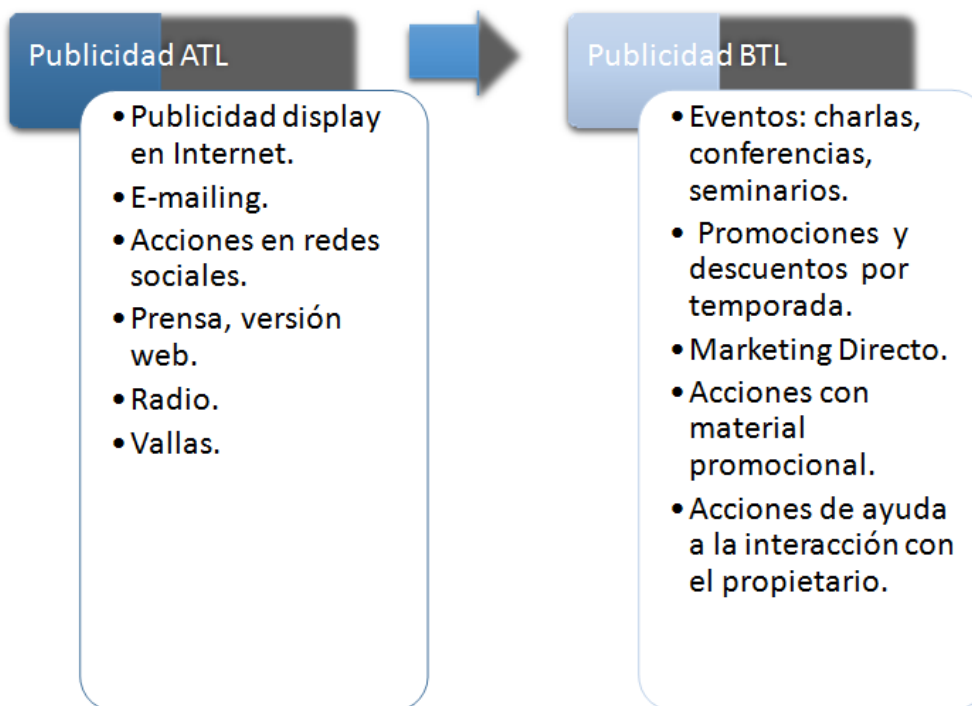 Publicidad ATL
• Publicidad display
en Internet.
• E-mailing.
• Acciones en redes
sociales.
• Prensa, versión
web.
• Radio.
• Vallas.
Publicidad BTL
• Eventos: charlas,
conferencias,
seminarios.
• Promociones y
descuentos por
temporada.
• Marketing Directo.
• Acciones con
material
promocional.
• Acciones de ayuda
a la interacción con
el propietario.